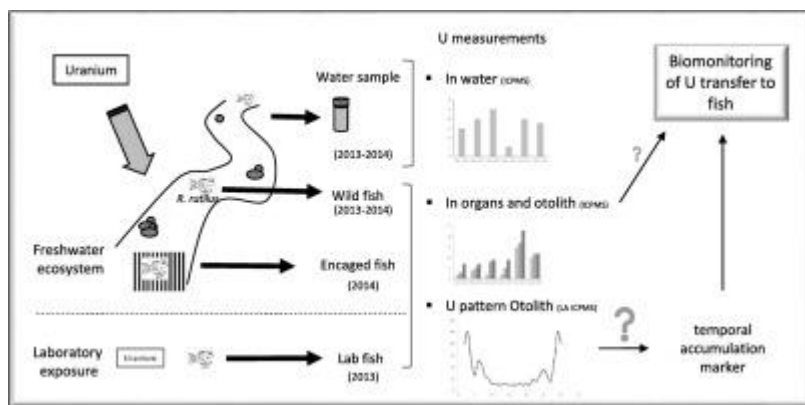 U measurements
Uranium
Water sample
(2013-2014)
▪ In water (ICPMS)
Biomonitoring
of U transfer to
fish
?
R. rutilus
Wild fish
(2013-2014)
▪ In organs and otolith (ICPMS)
Freshwater
ecosystem
Encaged fish
(2014)
▪ U pattern Otolith (LA ICPMS)
?
temporal
accumulation
marker
Laboratory
exposure
Uranium
Lab fish
(2013)